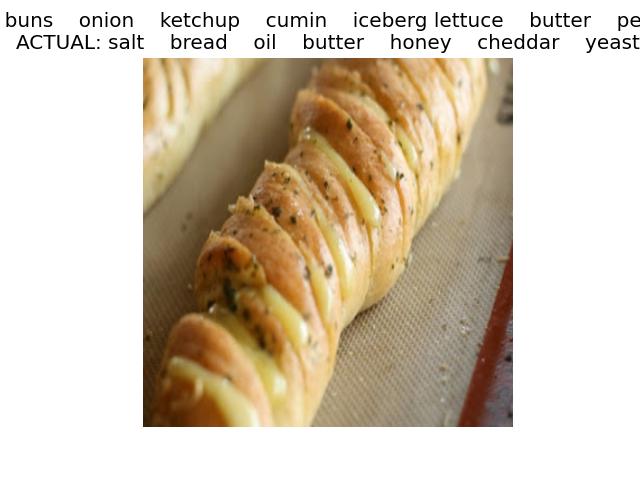 buns onion ketchup cumin iceberg lettuce butter
ACTUAL: salt bread oil butter honey cheddar yeast